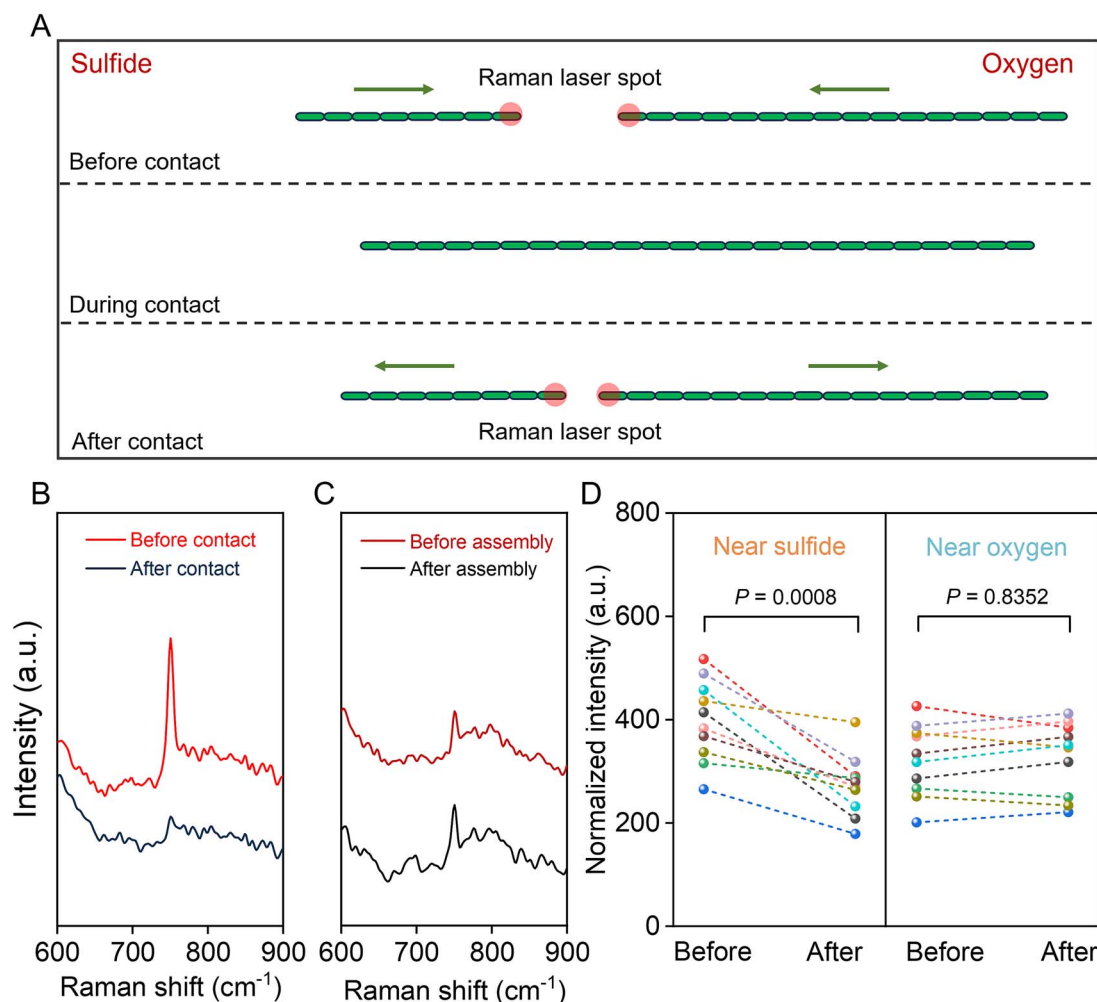 A
Sulfide
Oxygen
Raman laser spot
Before contact
During contact
Raman laser spot
After contact
B
C
D
Intensity (a.u.)
Before contact
After contact
600 700 800 900
Raman shift (cm⁻¹)
Before assembly
After assembly
600 700 800 900
Raman shift (cm⁻¹)
Normalized intensity (a.u.)
800
600
400
200
0
Near sulfide
Near oxygen
P = 0.0008
P = 0.8352
Before After Before After